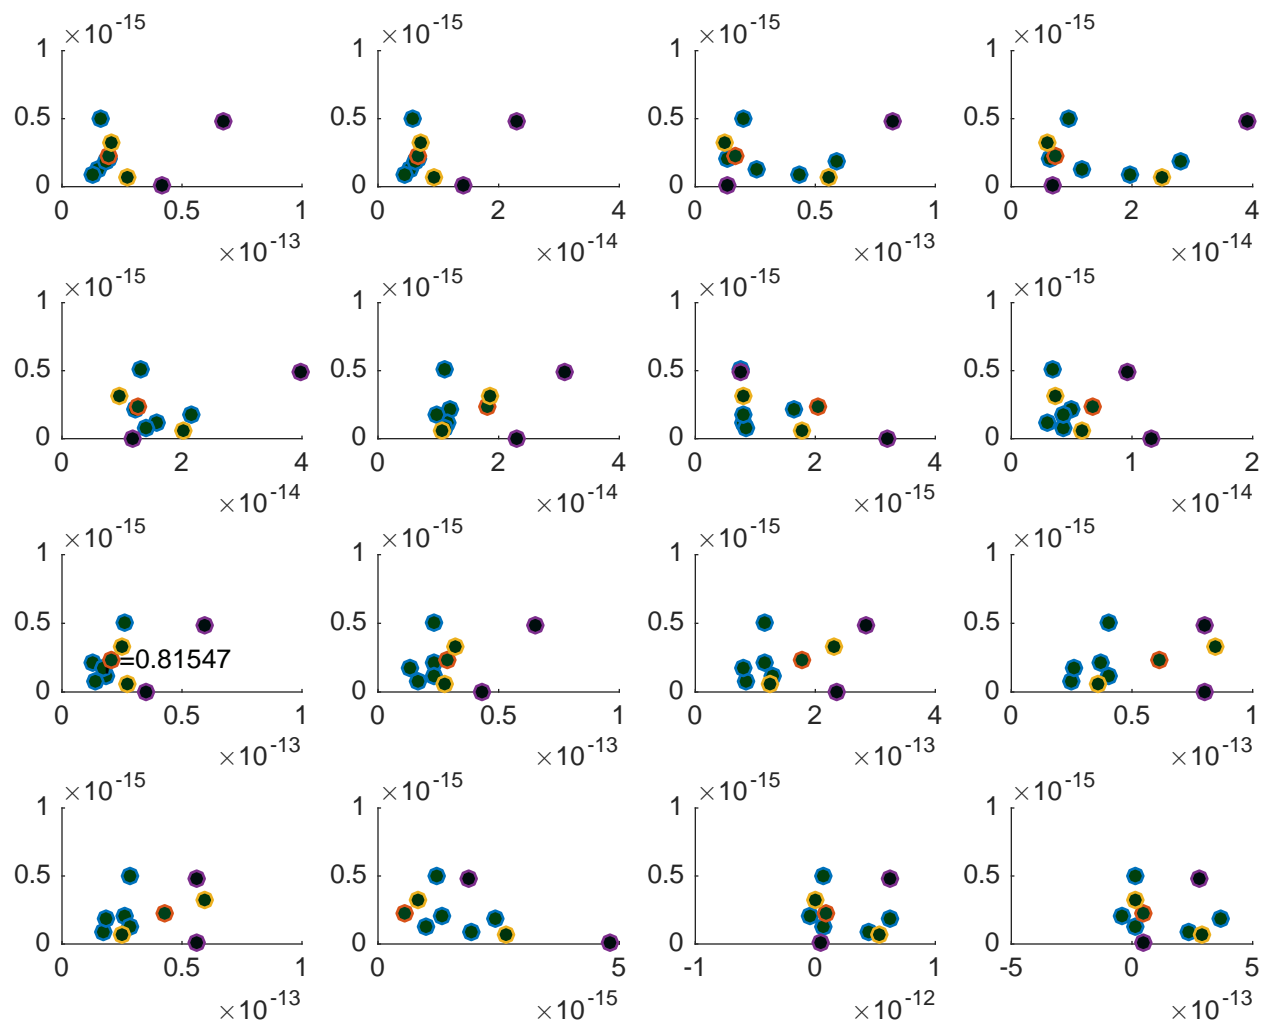 ×10-15 ×10-15 ×10-15 ×10-15
1 1 1 1
0.5 0.5 0.5 0.5
0 0 0 0
0 0.5 1 0 2 4 0 0.5 1 0 2 4
×10-13 ×10-14 ×10-13 ×10-14
×10-15 ×10-15 ×10-15 ×10-15
1 1 1 1
0.5 0.5 0.5 0.5
0 0 0 0
0 2 4 0 2 4 0 2 4 0 1 2
×10-14 ×10-14 ×10-15 ×10-14
×10-15 ×10-15 ×10-15 ×10-15
1 1 1 1
0.5 0.5 0.5 0.5
=0.81547
0 0 0 0
0 0.5 1 0 0.5 1 0 2 4 0 0.5 1
×10-13 ×10-13 ×10-13 ×10-13
×10-15 ×10-15 ×10-15 ×10-15
1 1 1 1
0.5 0.5 0.5 0.5
0 0 0 0
0 0.5 1 0 5 -1 0 1 -5 0 5
×10-13 ×10-15 ×10-12 ×10-13